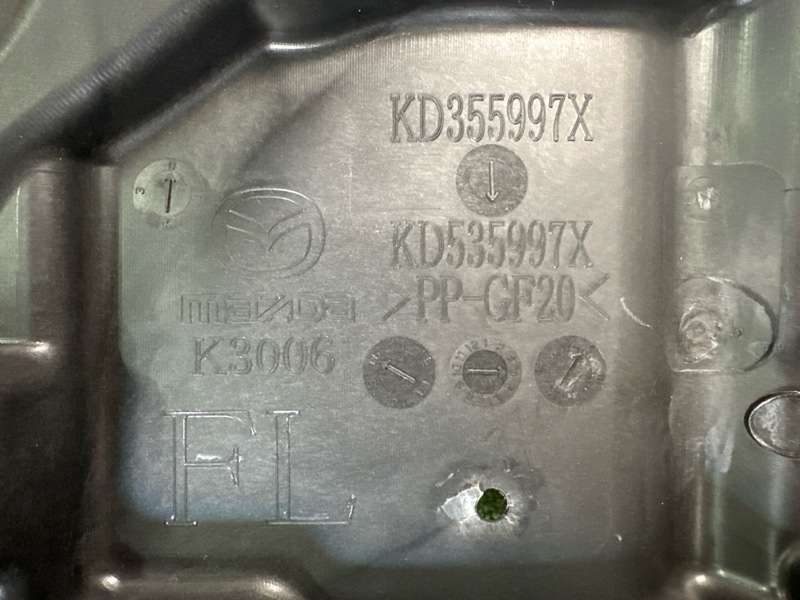 KD355997X
KD535997X
mazda
>PP-GF20<
K3006
FL